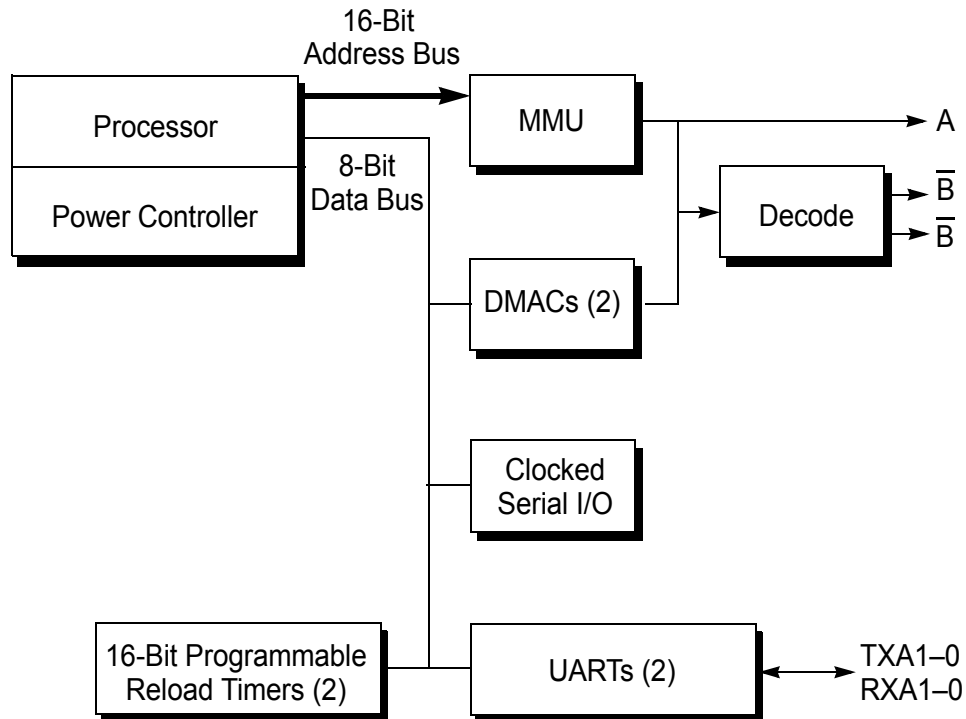 16-Bit
Address Bus
Processor
MMU
A
8-Bit
Data Bus
Power Controller
Decode
B̅
B̅
DMACs (2)
Clocked
Serial I/O
16-Bit Programmable
Reload Timers (2)
UARTs (2)
TXA1–0
RXA1–0